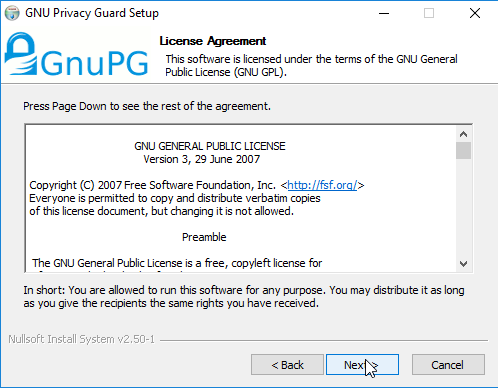 GNU Privacy Guard Setup
GnuPG
License Agreement
This software is licensed under the terms of the GNU General
Public License (GNU GPL).
Press Page Down to see the rest of the agreement.
GNU GENERAL PUBLIC LICENSE
Version 3, 29 June 2007
Copyright (C) 2007 Free Software Foundation, Inc. <http://fsf.org/>
Everyone is permitted to copy and distribute verbatim copies
of this license document, but changing it is not allowed.
Preamble
The GNU General Public License is a free, copyleft license for
In short: You are allowed to run this software for any purpose. You may distribute it as long
as you give the recipients the same rights you have received.
Nullsoft Install System v2.50-1
< Back
Next >
Cancel